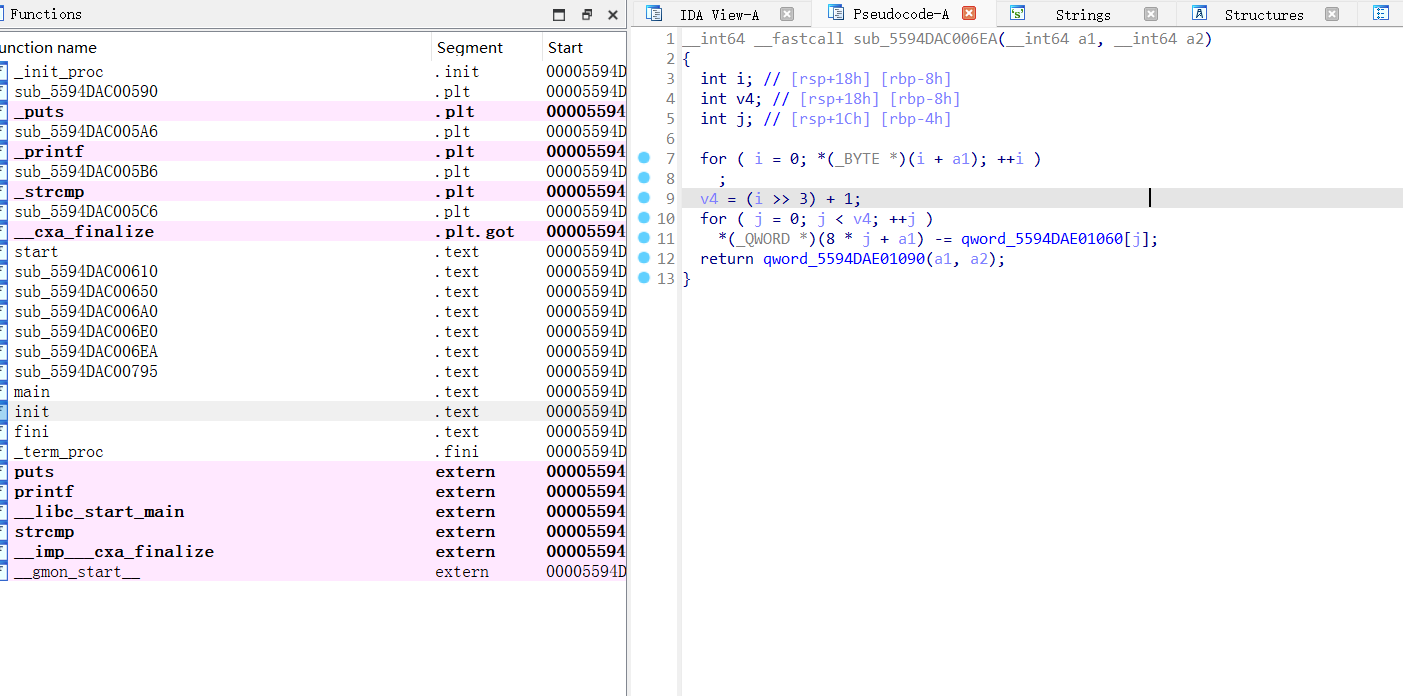 Functions
unction name Segment Start
_init_proc .init 00005594D
sub_5594DAC00590 .plt 00005594D
_puts .plt 00005594
sub_5594DAC005A6 .plt 00005594D
_printf .plt 00005594
sub_5594DAC005B6 .plt 00005594D
_strcmp .plt 00005594
sub_5594DAC005C6 .plt 00005594D
__cxa_finalize .plt.got 00005594
start .text 00005594D
sub_5594DAC00610 .text 00005594D
sub_5594DAC00650 .text 00005594D
sub_5594DAC006A0 .text 00005594D
sub_5594DAC006E0 .text 00005594D
sub_5594DAC006EA .text 00005594D
sub_5594DAC00795 .text 00005594D
main .text 00005594D
init .text 00005594D
fini .text 00005594D
_term_proc .fini 00005594D
puts extern 00005594
printf extern 00005594
__libc_start_main extern 00005594
strcmp extern 00005594
__imp___cxa_finalize extern 00005594
__gmon_start__ extern 00005594D
IDA View-A Pseudocode-A Strings Structures
1 __int64 __fastcall sub_5594DAC006EA(__int64 a1, __int64 a2)
2 {
3 int i; // [rsp+18h] [rbp-8h]
4 int v4; // [rsp+18h] [rbp-8h]
5 int j; // [rsp+1Ch] [rbp-4h]
6
7 for ( i = 0; *(_BYTE *)(i + a1); ++i )
8 ;
9 v4 = (i >> 3) + 1;
10 for ( j = 0; j < v4; ++j )
11 *(_QWORD *)(8 * j + a1) -= qword_5594DAE01060[j];
12 return qword_5594DAE01090(a1, a2);
13 }